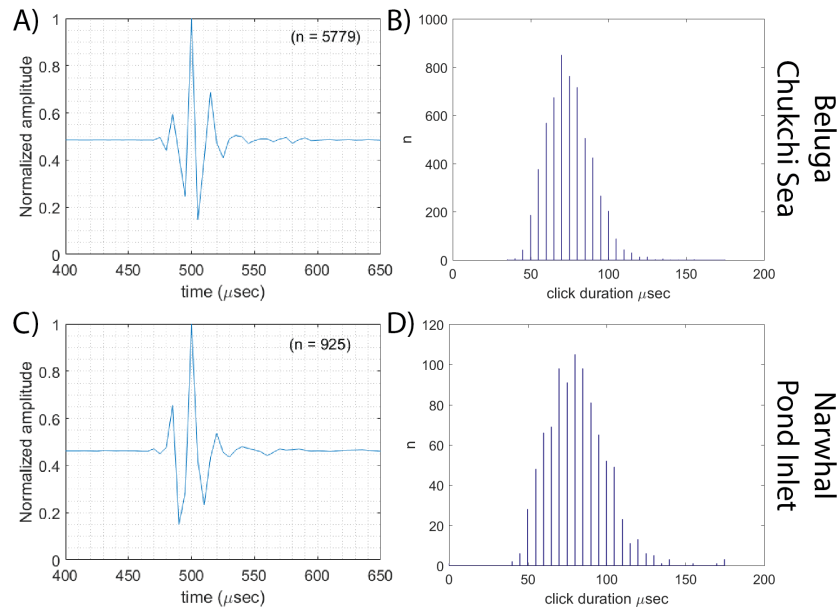 A)
(n = 5779)
Normalized amplitude
1
0.8
0.6
0.4
0.2
0
400 450 500 550 600 650
time (μsec)
B)
n
1000
800
600
400
200
0
0 50 100 150 200
click duration μsec
Beluga
Chukchi Sea
C)
(n = 925)
Normalized amplitude
1
0.8
0.6
0.4
0.2
0
400 450 500 550 600 650
time (μsec)
D)
n
120
100
80
60
40
20
0
0 50 100 150 200
click duration μsec
Narwhal
Pond Inlet